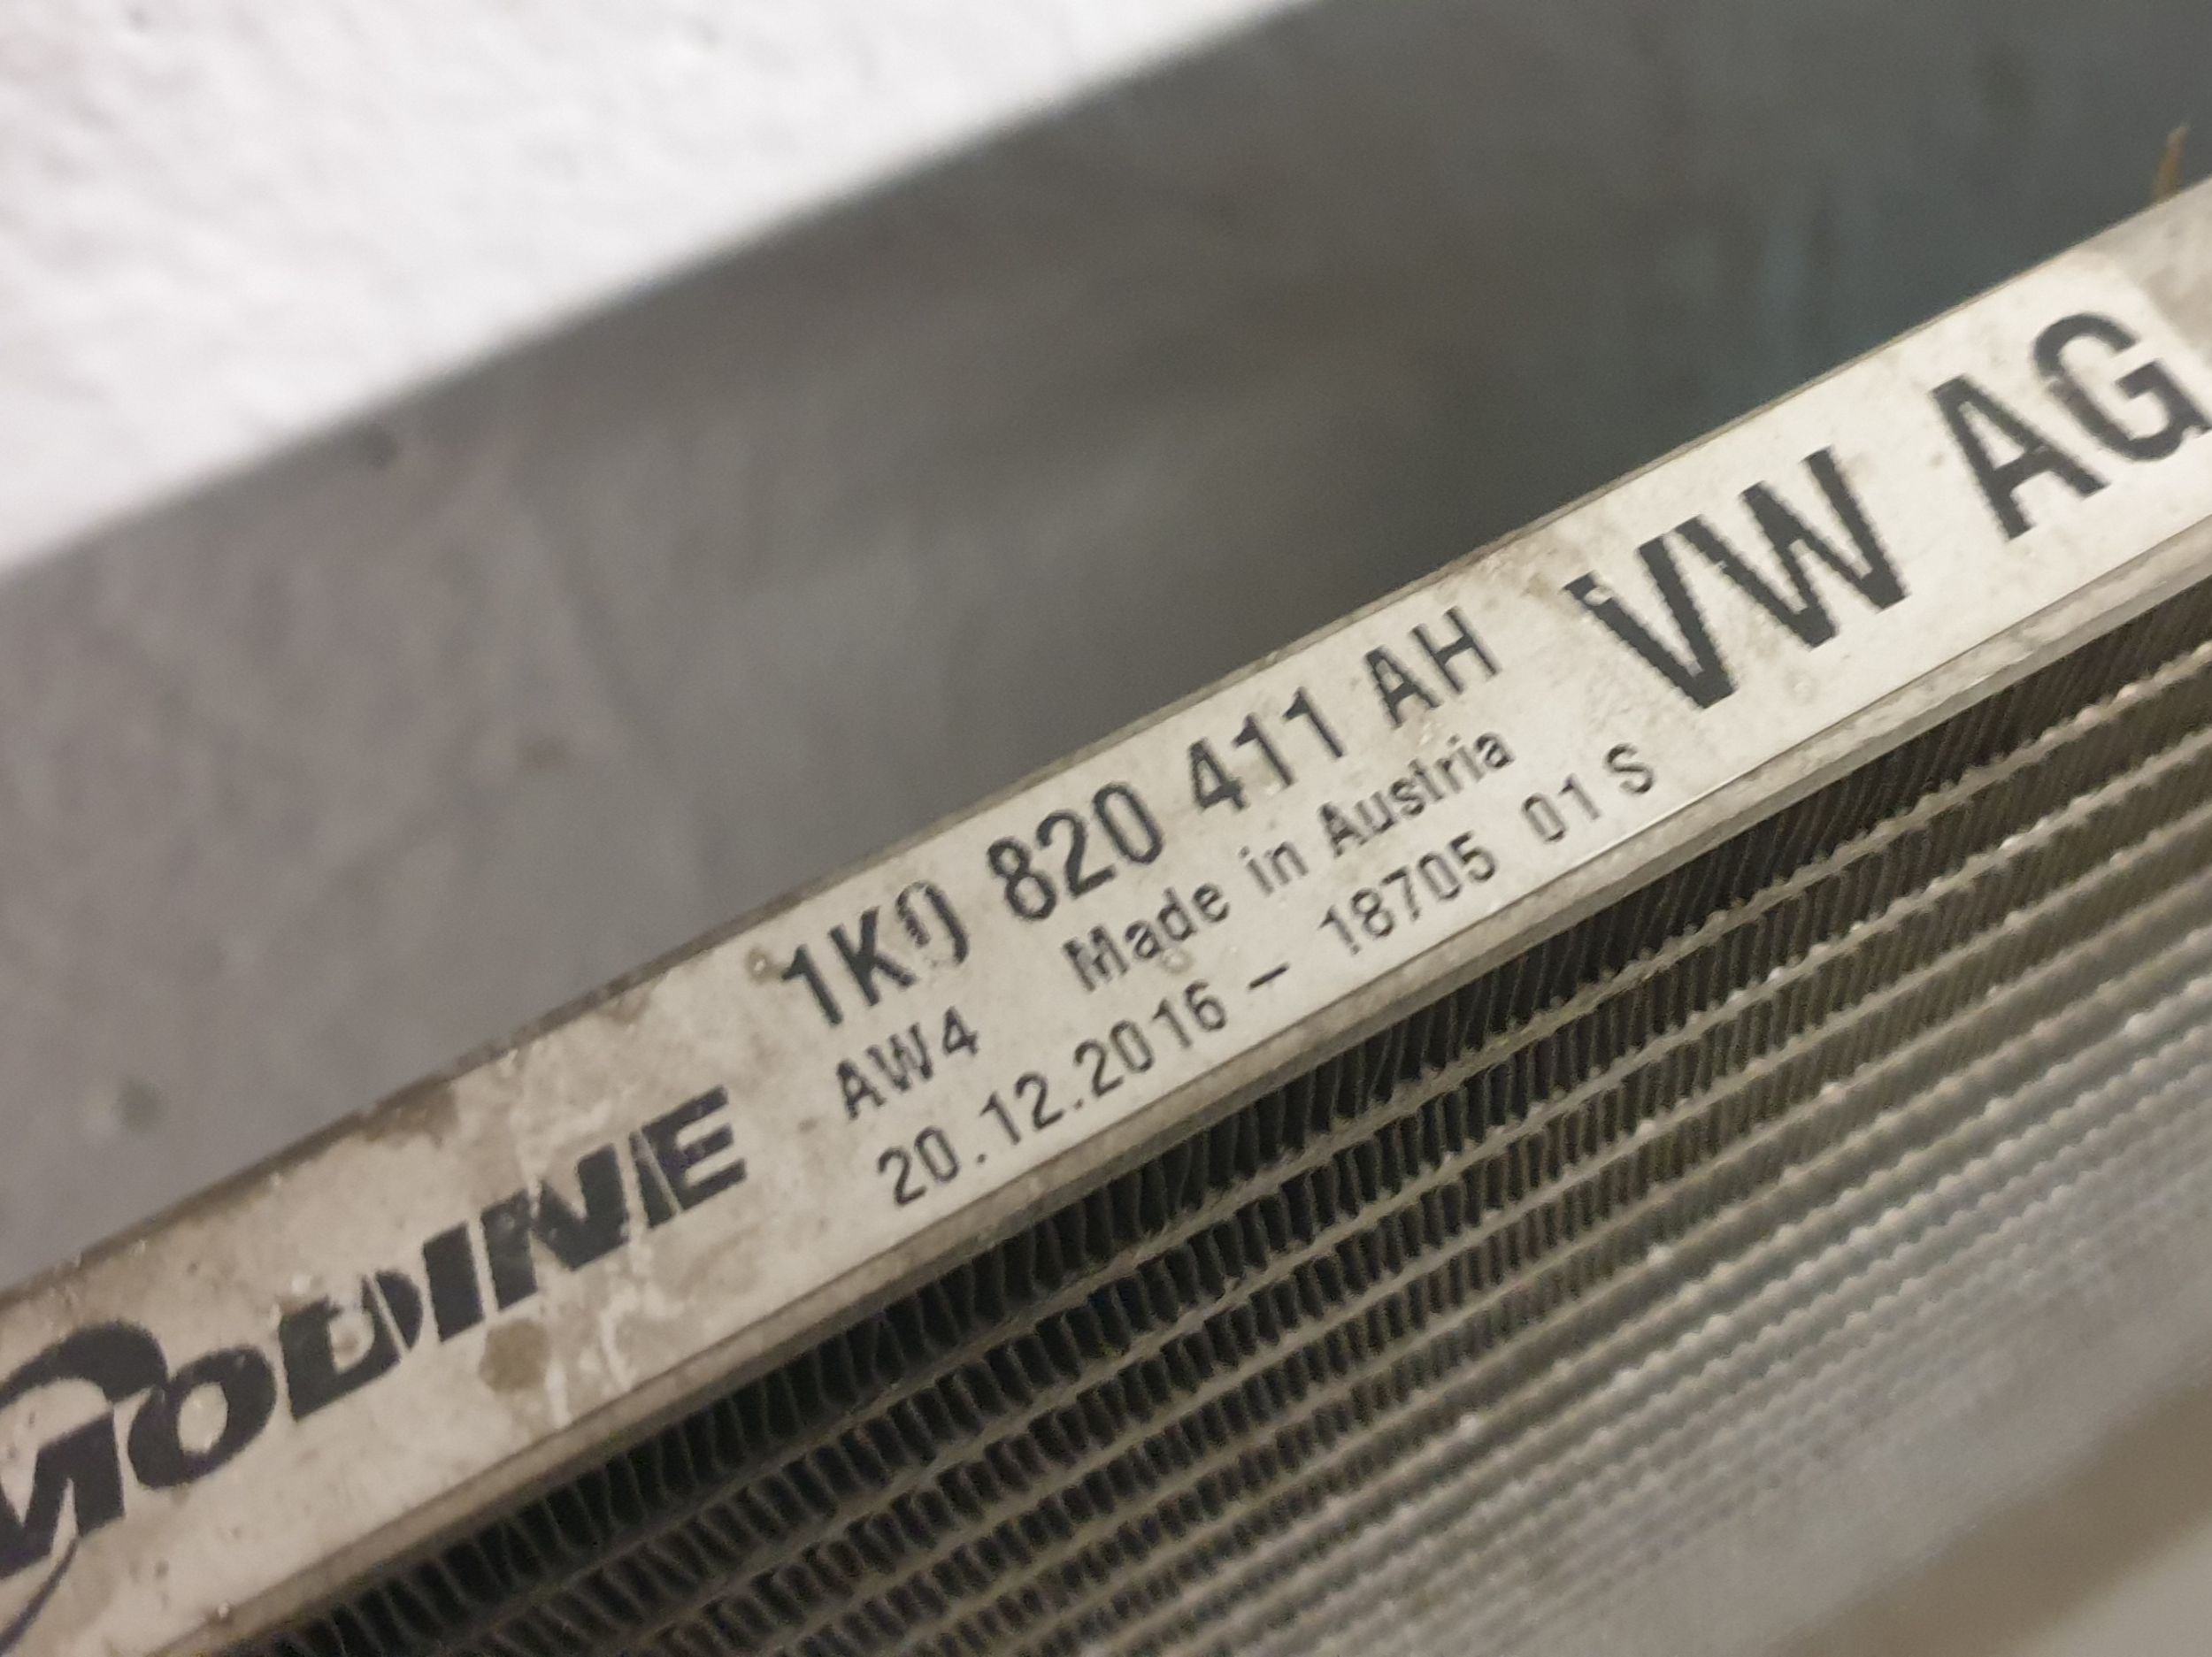 MODINE
1K0 820 411 AH
AW4 Made in Austria
20.12.2016 – 18705 01 S
VW AG